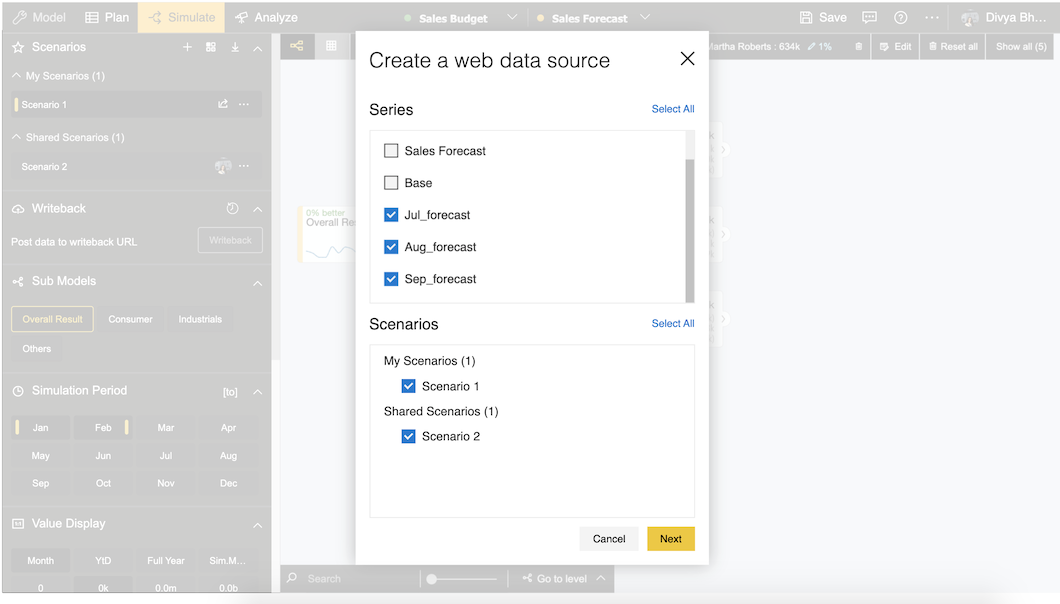 Model
Plan
Simulate
Analyze
Sales Budget
Sales Forecast
Save
Divya Bh...
Scenarios
My Scenarios (1)
Scenario 1
Shared Scenarios (1)
Scenario 2
Writeback
Post data to writeback URL
Writeback
Sub Models
Overall Result
Consumer
Industrials
Others
Simulation Period
[to]
Jan
Feb
Mar
Apr
May
Jun
Jul
Aug
Sep
Oct
Nov
Dec
Value Display
Month
YtD
Full Year
Sim.M...
0
0k
0.0m
0.0b
Martha Roberts : 634k
1%
Edit
Reset all
Show all (5)
0% better
Overall Re
Create a web data source
Series
Select All
Sales Forecast
Base
Jul_forecast
Aug_forecast
Sep_forecast
Scenarios
Select All
My Scenarios (1)
Scenario 1
Shared Scenarios (1)
Scenario 2
Cancel
Next
Search
Go to level